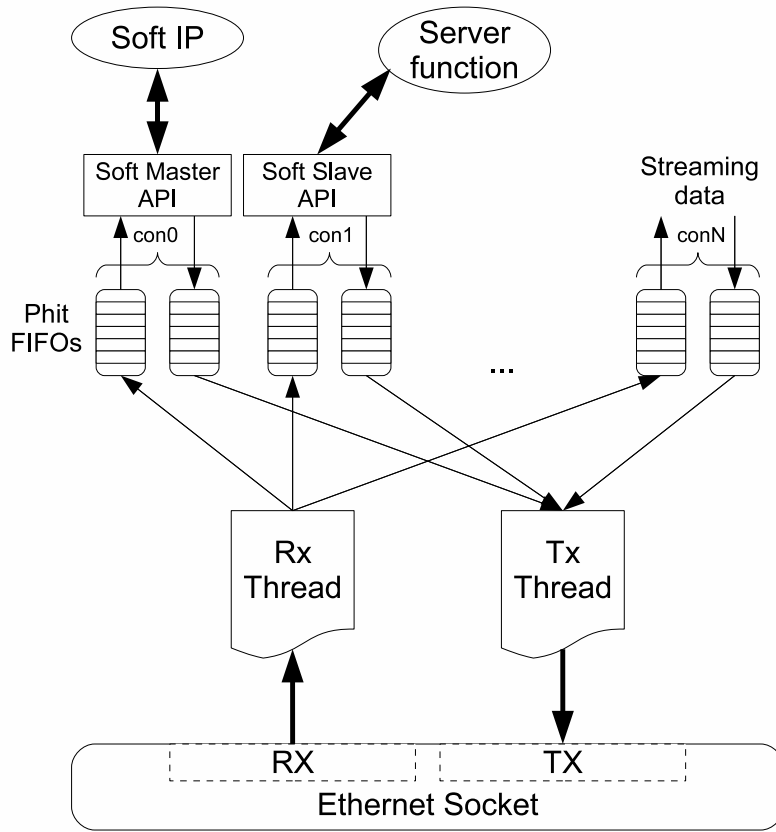 Soft IP
Server
function
Soft Master
API
Soft Slave
API
Streaming
data
con0
con1
conN
Phit
FIFOs
...
Rx
Thread
Tx
Thread
RX
TX
Ethernet Socket